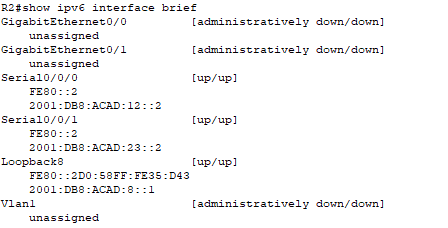 R2#show ipv6 interface brief
GigabitEthernet0/0 [administratively down/down]
unassigned
GigabitEthernet0/1 [administratively down/down]
unassigned
Serial0/0/0 [up/up]
FE80::2
2001:DB8:ACAD:12::2
Serial0/0/1 [up/up]
FE80::2
2001:DB8:ACAD:23::2
Loopback8 [up/up]
FE80::2D0:58FF:FE35:D43
2001:DB8:ACAD:8::1
Vlan1 [administratively down/down]
unassigned